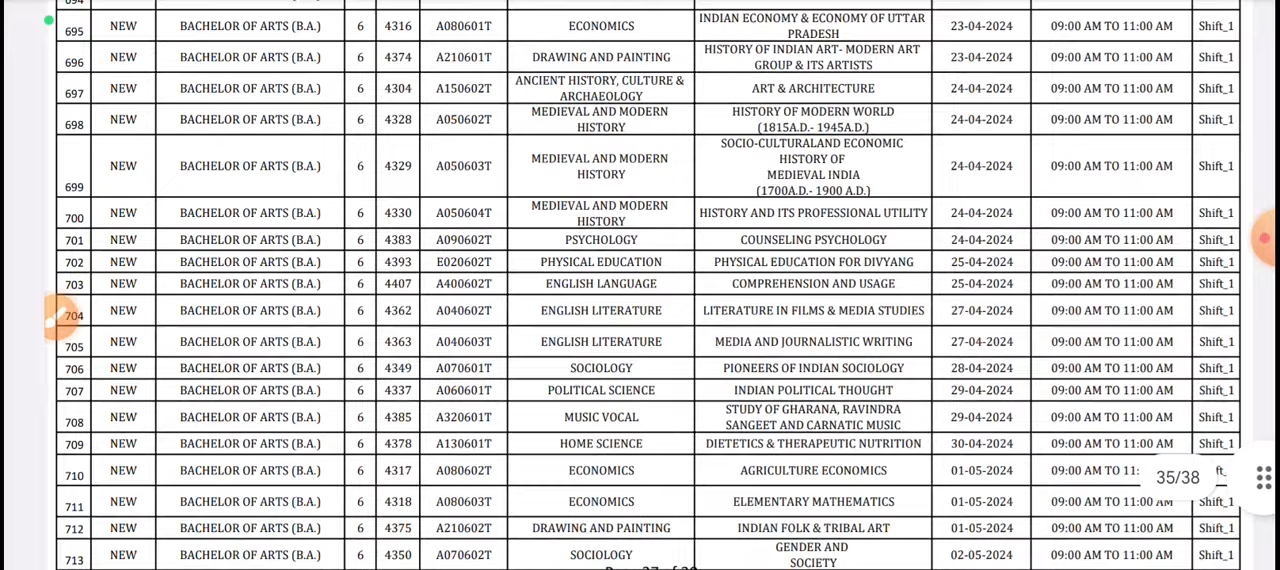 694
695 NEW BACHELOR OF ARTS (B.A.) 6 4316 A080601T ECONOMICS INDIAN ECONOMY & ECONOMY OF UTTAR PRADESH 23-04-2024 09:00 AM TO 11:00 AM Shift_1
696 NEW BACHELOR OF ARTS (B.A.) 6 4374 A210601T DRAWING AND PAINTING HISTORY OF INDIAN ART- MODERN ART GROUP & ITS ARTISTS 23-04-2024 09:00 AM TO 11:00 AM Shift_1
697 NEW BACHELOR OF ARTS (B.A.) 6 4304 A150602T ANCIENT HISTORY, CULTURE & ARCHAEOLOGY ART & ARCHITECTURE 24-04-2024 09:00 AM TO 11:00 AM Shift_1
698 NEW BACHELOR OF ARTS (B.A.) 6 4328 A050602T MEDIEVAL AND MODERN HISTORY HISTORY OF MODERN WORLD (1815A.D.- 1945A.D.) 24-04-2024 09:00 AM TO 11:00 AM Shift_1
699 NEW BACHELOR OF ARTS (B.A.) 6 4329 A050603T MEDIEVAL AND MODERN HISTORY SOCIO-CULTURALAND ECONOMIC HISTORY OF MEDIEVAL INDIA (1700A.D.- 1900 A.D.) 24-04-2024 09:00 AM TO 11:00 AM Shift_1
700 NEW BACHELOR OF ARTS (B.A.) 6 4330 A050604T MEDIEVAL AND MODERN HISTORY HISTORY AND ITS PROFESSIONAL UTILITY 24-04-2024 09:00 AM TO 11:00 AM Shift_1
701 NEW BACHELOR OF ARTS (B.A.) 6 4383 A090602T PSYCHOLOGY COUNSELING PSYCHOLOGY 24-04-2024 09:00 AM TO 11:00 AM Shift_1
702 NEW BACHELOR OF ARTS (B.A.) 6 4393 E020602T PHYSICAL EDUCATION PHYSICAL EDUCATION FOR DIVYANG 25-04-2024 09:00 AM TO 11:00 AM Shift_1
703 NEW BACHELOR OF ARTS (B.A.) 6 4407 A400602T ENGLISH LANGUAGE COMPREHENSION AND USAGE 25-04-2024 09:00 AM TO 11:00 AM Shift_1
704 NEW BACHELOR OF ARTS (B.A.) 6 4362 A040602T ENGLISH LITERATURE LITERATURE IN FILMS & MEDIA STUDIES 27-04-2024 09:00 AM TO 11:00 AM Shift_1
705 NEW BACHELOR OF ARTS (B.A.) 6 4363 A040603T ENGLISH LITERATURE MEDIA AND JOURNALISTIC WRITING 27-04-2024 09:00 AM TO 11:00 AM Shift_1
706 NEW BACHELOR OF ARTS (B.A.) 6 4349 A070601T SOCIOLOGY PIONEERS OF INDIAN SOCIOLOGY 28-04-2024 09:00 AM TO 11:00 AM Shift_1
707 NEW BACHELOR OF ARTS (B.A.) 6 4337 A060601T POLITICAL SCIENCE INDIAN POLITICAL THOUGHT 29-04-2024 09:00 AM TO 11:00 AM Shift_1
708 NEW BACHELOR OF ARTS (B.A.) 6 4385 A320601T MUSIC VOCAL STUDY OF GHARANA, RAVINDRA SANGEET AND CARNATIC MUSIC 29-04-2024 09:00 AM TO 11:00 AM Shift_1
709 NEW BACHELOR OF ARTS (B.A.) 6 4378 A130601T HOME SCIENCE DIETETICS & THERAPEUTIC NUTRITION 30-04-2024 09:00 AM TO 11:00 AM Shift_1
710 NEW BACHELOR OF ARTS (B.A.) 6 4317 A080602T ECONOMICS AGRICULTURE ECONOMICS 01-05-2024 09:00 AM TO 11:
35/38
711 NEW BACHELOR OF ARTS (B.A.) 6 4318 A080603T ECONOMICS ELEMENTARY MATHEMATICS 01-05-2024 09:00 AM TO 11:00 AM Shift_1
712 NEW BACHELOR OF ARTS (B.A.) 6 4375 A210602T DRAWING AND PAINTING INDIAN FOLK & TRIBAL ART 01-05-2024 09:00 AM TO 11:00 AM Shift_1
713 NEW BACHELOR OF ARTS (B.A.) 6 4350 A070602T SOCIOLOGY GENDER AND SOCIETY 02-05-2024 09:00 AM TO 11:00 AM Shift_1